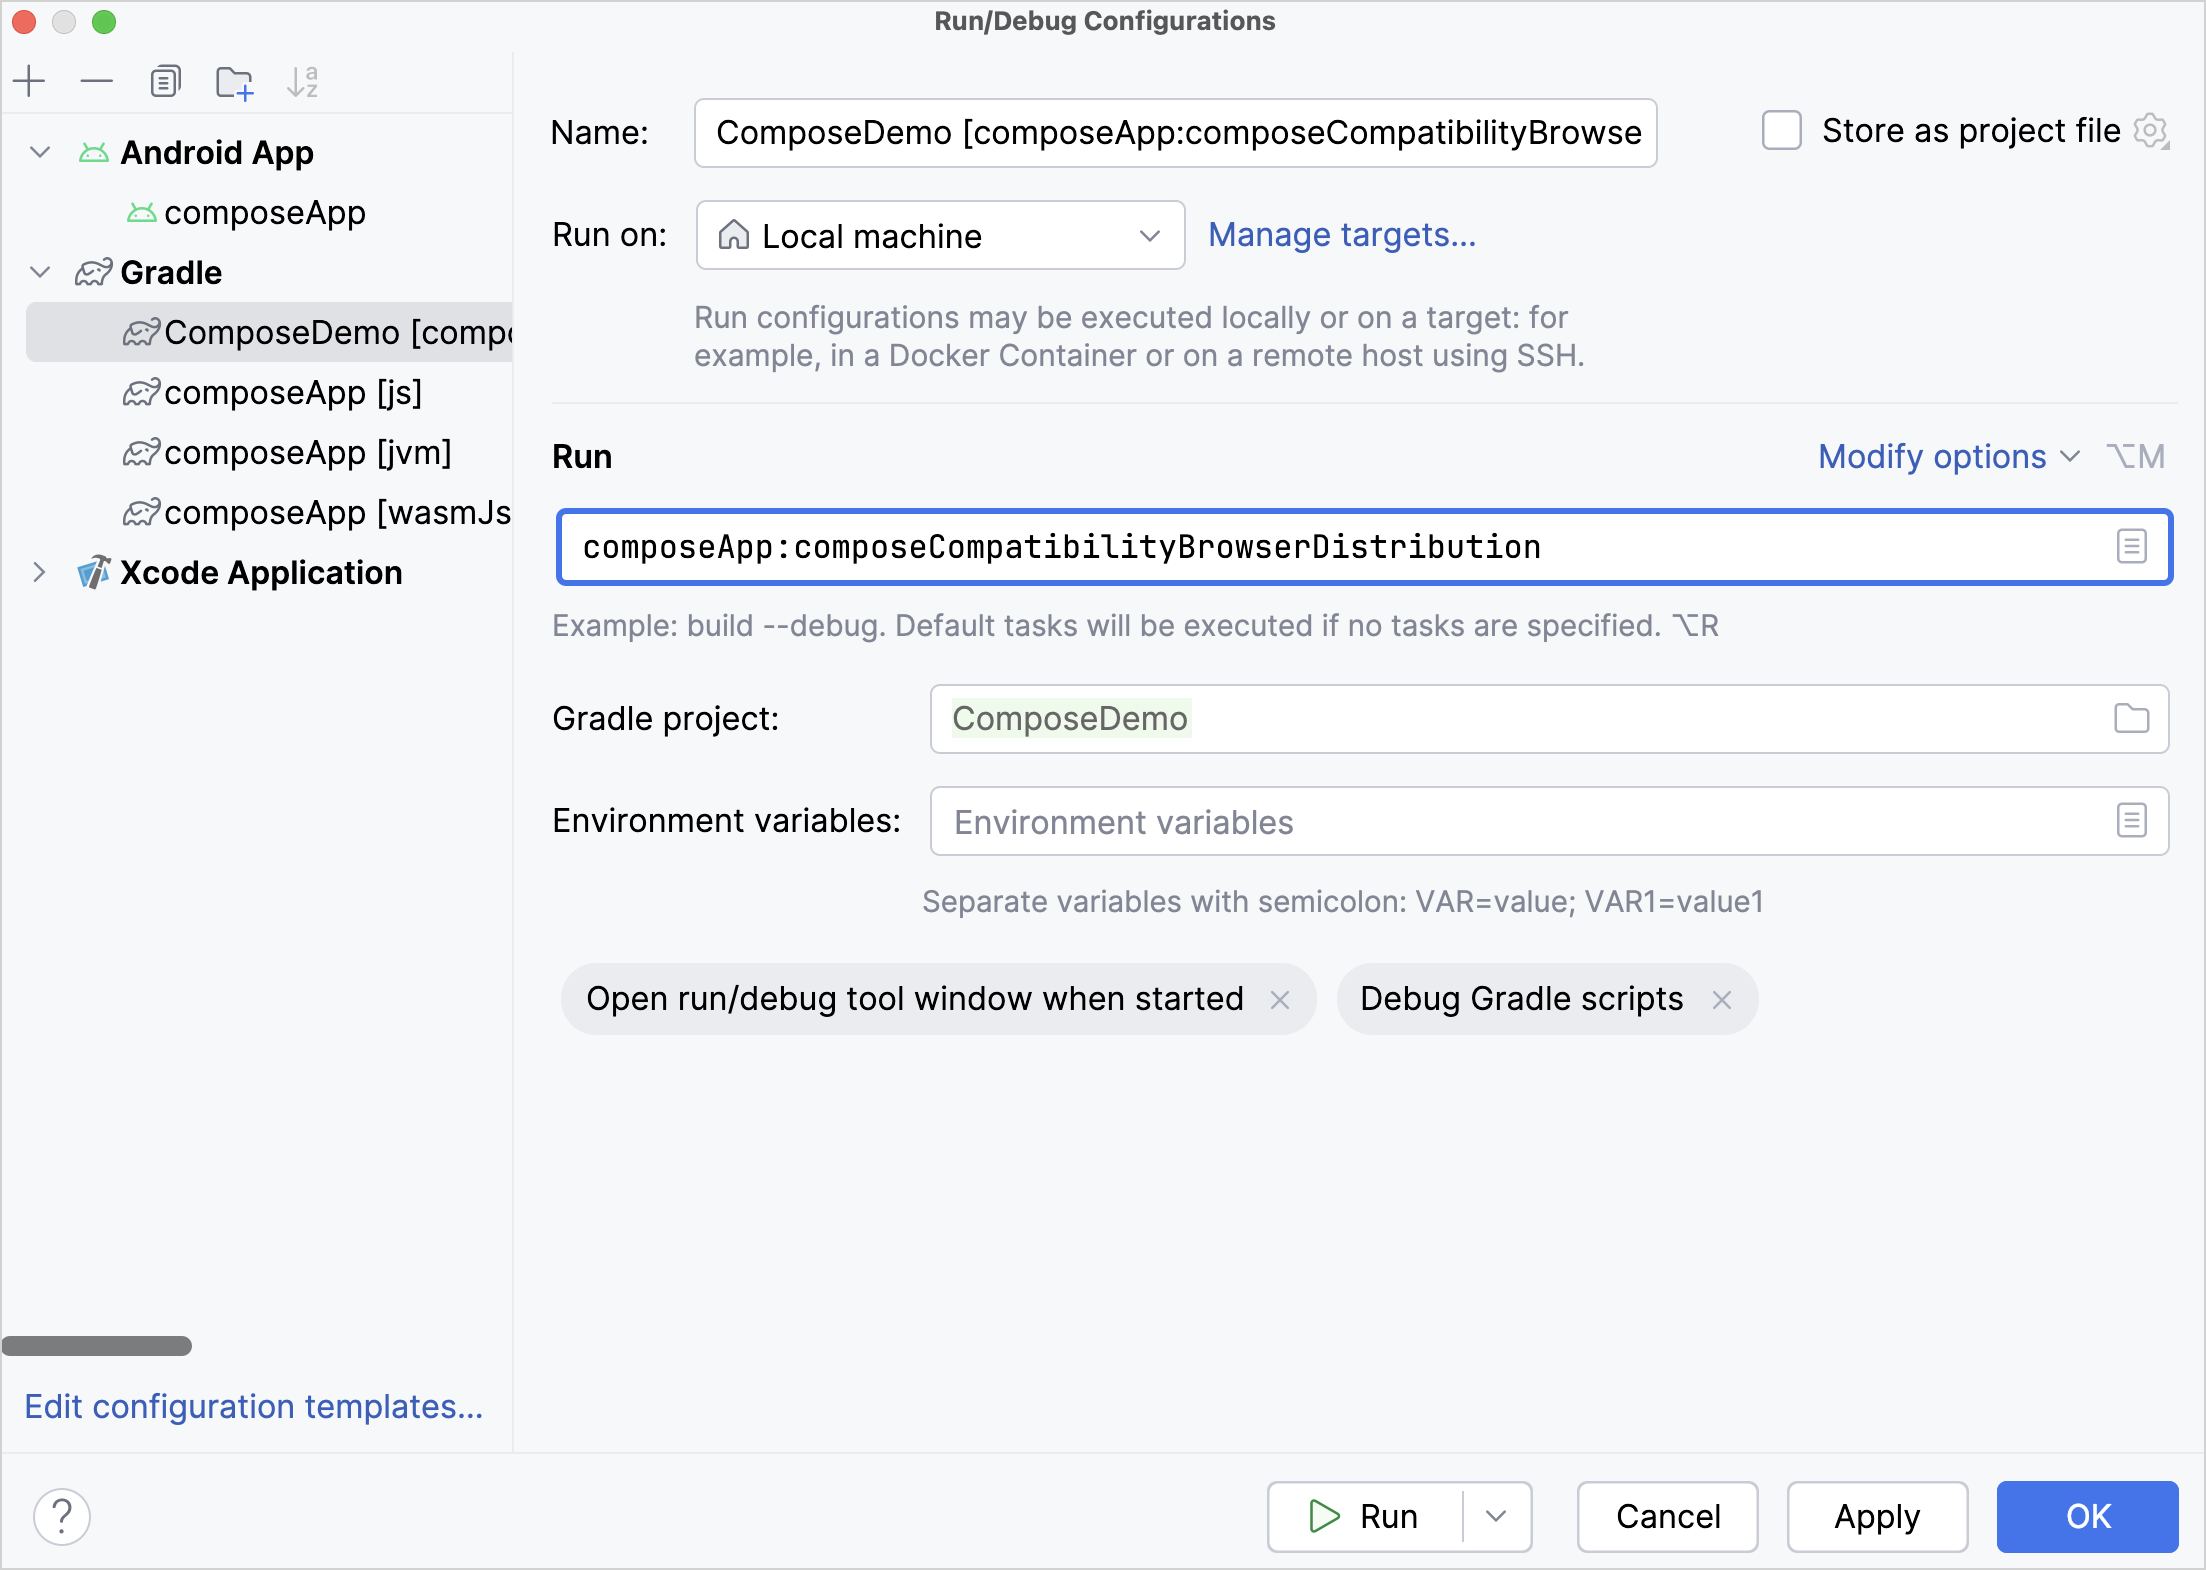 Run/Debug Configurations
Android App
composeApp
Gradle
ComposeDemo [compo
composeApp [js]
composeApp [jvm]
composeApp [wasmJs
Xcode Application
Edit configuration templates...
Name: ComposeDemo [composeApp:composeCompatibilityBrowse
Store as project file
Run on: Local machine Manage targets...
Run configurations may be executed locally or on a target: for
example, in a Docker Container or on a remote host using SSH.
Run
Modify options ⌥M
composeApp:composeCompatibilityBrowserDistribution
Example: build --debug. Default tasks will be executed if no tasks are specified. ⌥R
Gradle project: ComposeDemo
Environment variables: Environment variables
Separate variables with semicolon: VAR=value; VAR1=value1
Open run/debug tool window when started
Debug Gradle scripts
? Run Cancel Apply OK